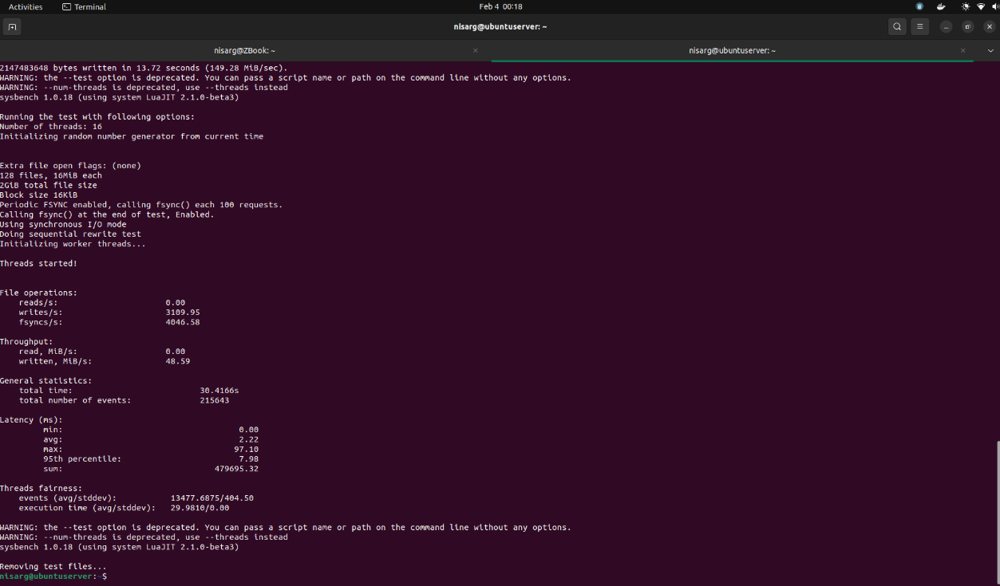 Activities Terminal Feb 4 00:18
nisarg@ubuntuserver: ~
nisarg@ZBook: ~ nisarg@ubuntuserver: ~
2147483648 bytes written in 13.72 seconds (149.28 MiB/sec).
WARNING: the --test option is deprecated. You can pass a script name or path on the command line without any options.
WARNING: --num-threads is deprecated, use --threads instead
sysbench 1.0.18 (using system LuaJIT 2.1.0-beta3)
Running the test with following options:
Number of threads: 16
Initializing random number generator from current time
Extra file open flags: (none)
128 files, 16MiB each
2GiB total file size
Block size 16KiB
Periodic FSYNC enabled, calling fsync() each 100 requests.
Calling fsync() at the end of test, Enabled.
Using synchronous I/O mode
Doing sequential rewrite test
Initializing worker threads...
Threads started!
File operations:
reads/s: 0.00
writes/s: 3109.95
fsyncs/s: 4046.58
Throughput:
read, MiB/s: 0.00
written, MiB/s: 48.59
General statistics:
total time: 30.4166s
total number of events: 215643
Latency (ms):
min: 0.00
avg: 2.22
max: 97.10
95th percentile: 7.98
sum: 479695.32
Threads fairness:
events (avg/stddev): 13477.6875/404.50
execution time (avg/stddev): 29.9810/0.00
WARNING: the --test option is deprecated. You can pass a script name or path on the command line without any options.
WARNING: --num-threads is deprecated, use --threads instead
sysbench 1.0.18 (using system LuaJIT 2.1.0-beta3)
Removing test files...
nisarg@ubuntuserver:~$